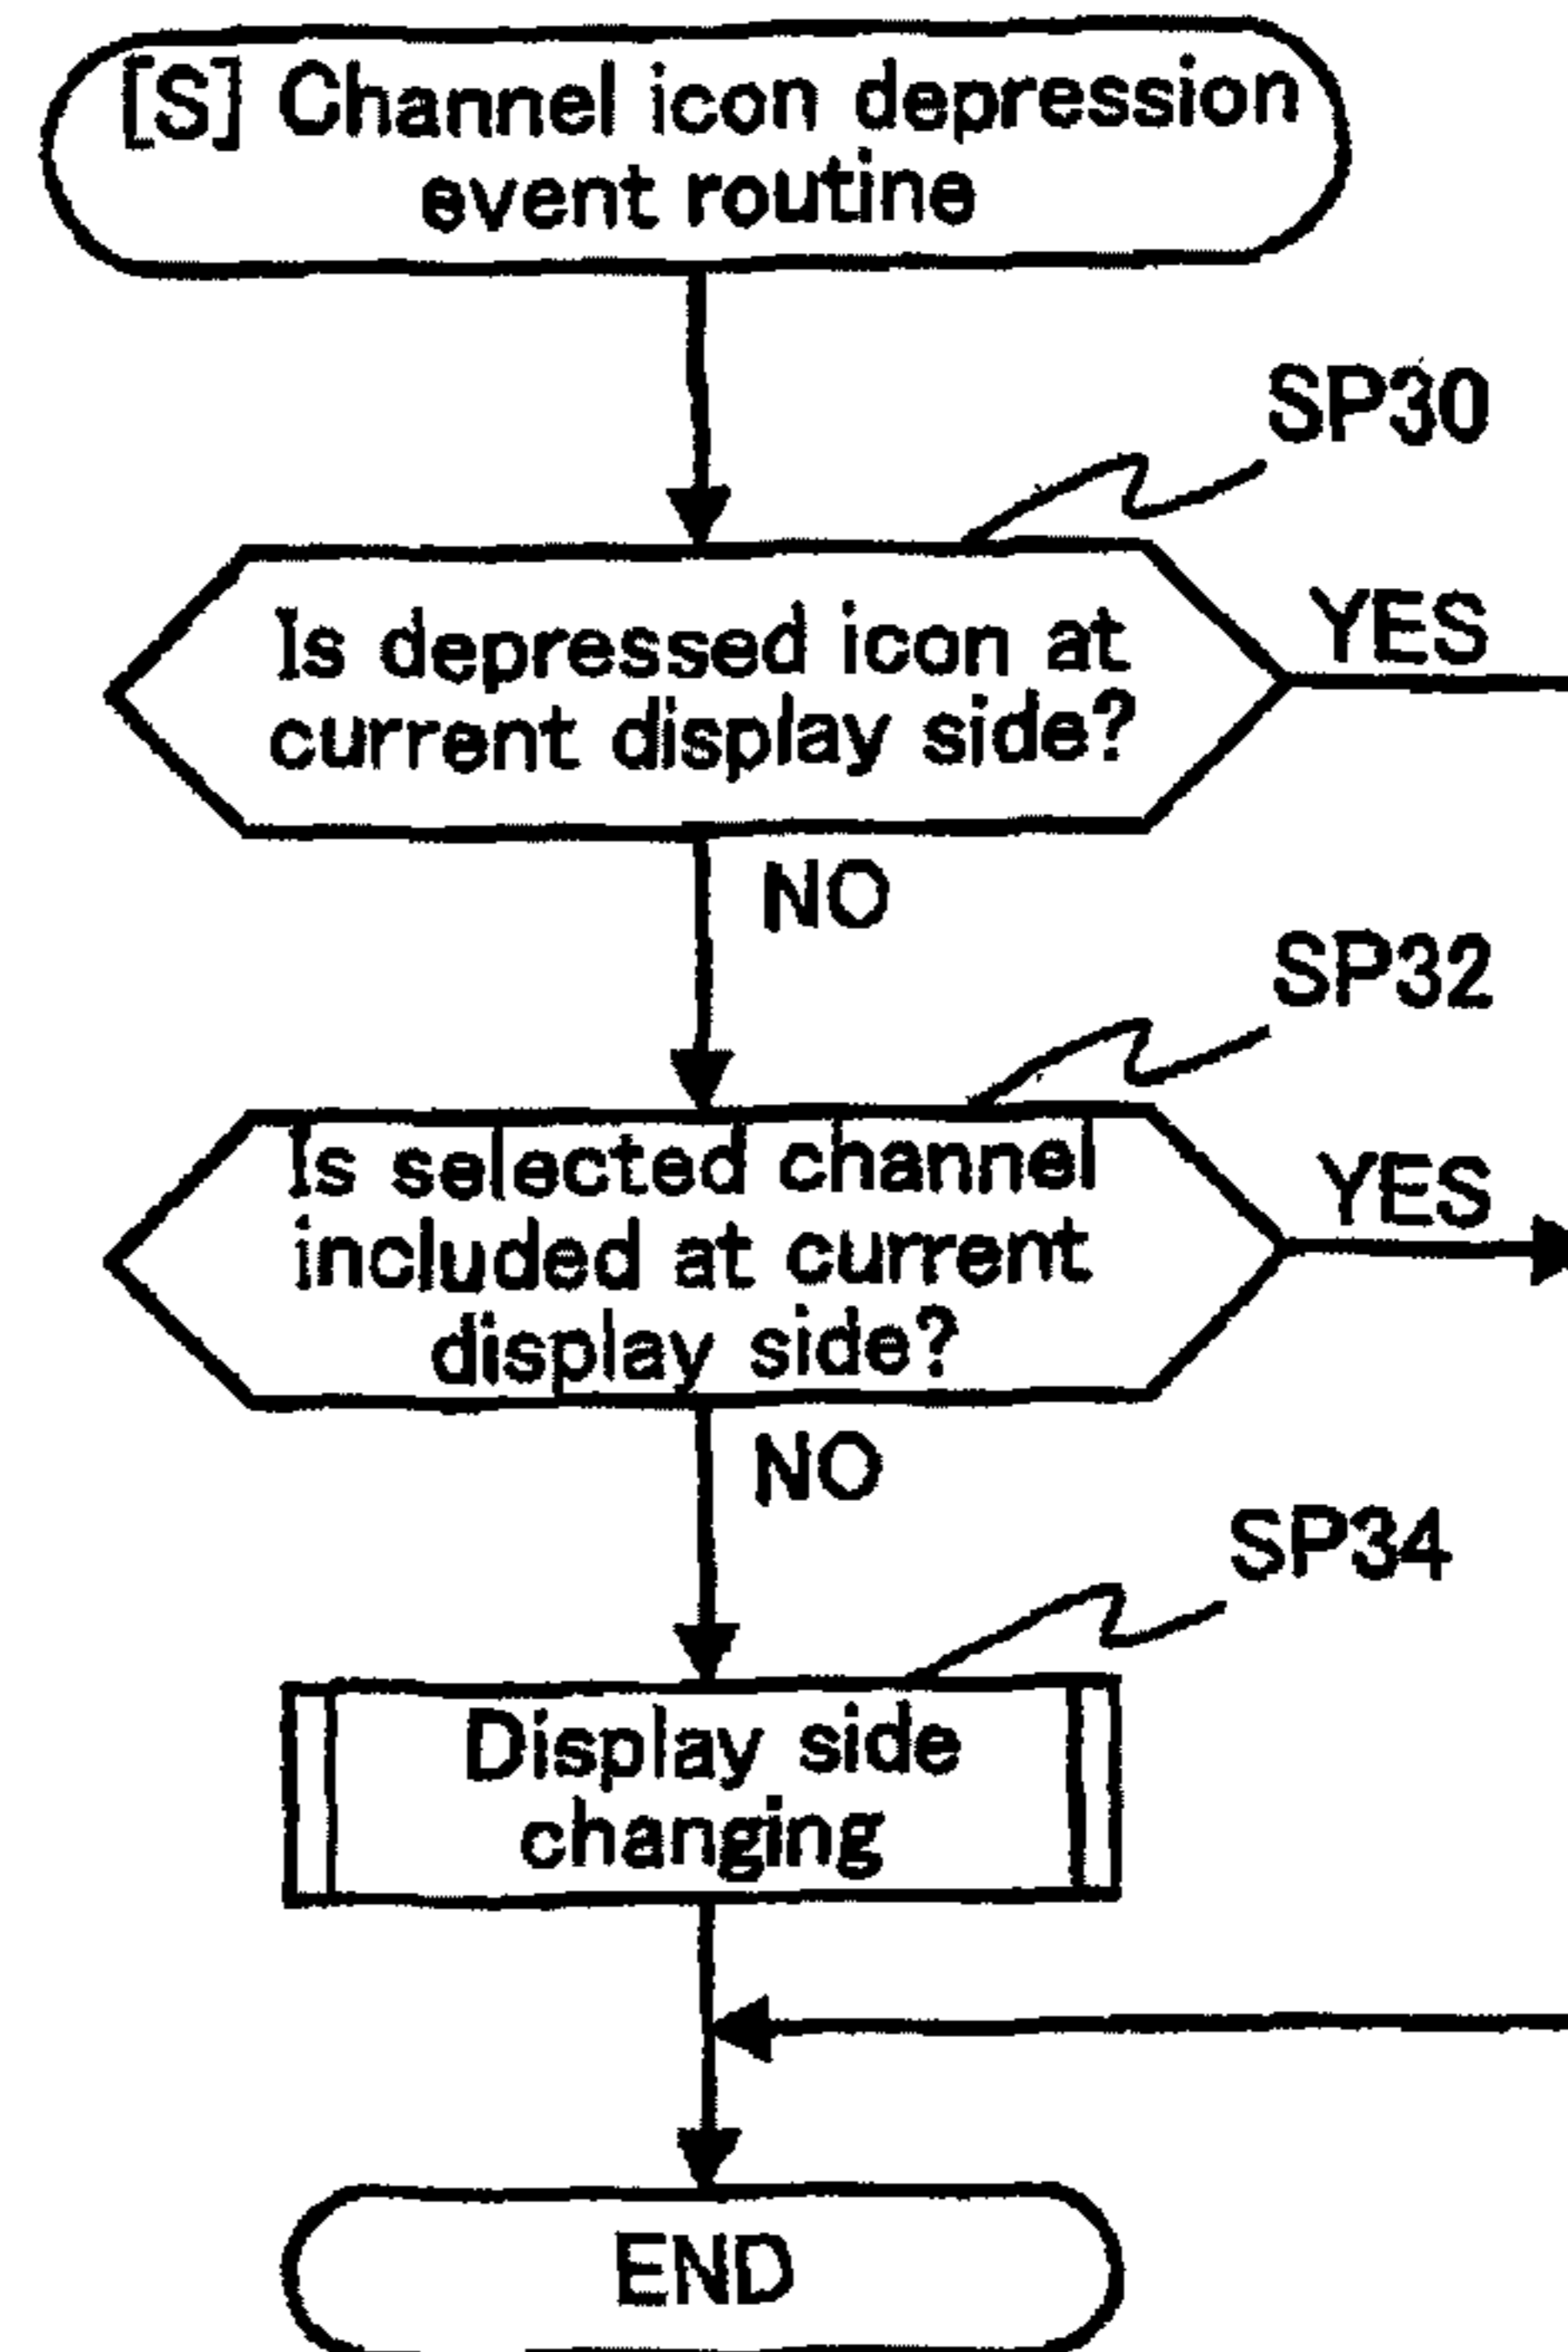 [S] Channel icon depression
event routine
SP30
Is depressed icon at
current display side?
YES
NO
SP32
Is selected channel
included at current
display side?
YES
NO
SP34
Display side
changing
END